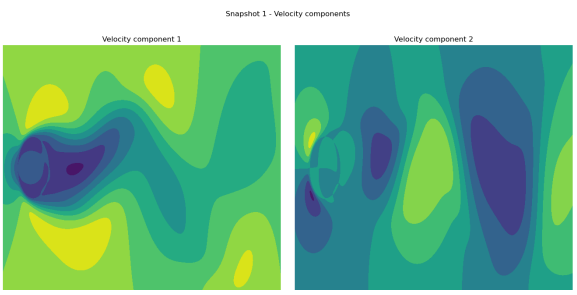 Snapshot 1 - Velocity components
Velocity component 1
Velocity component 2